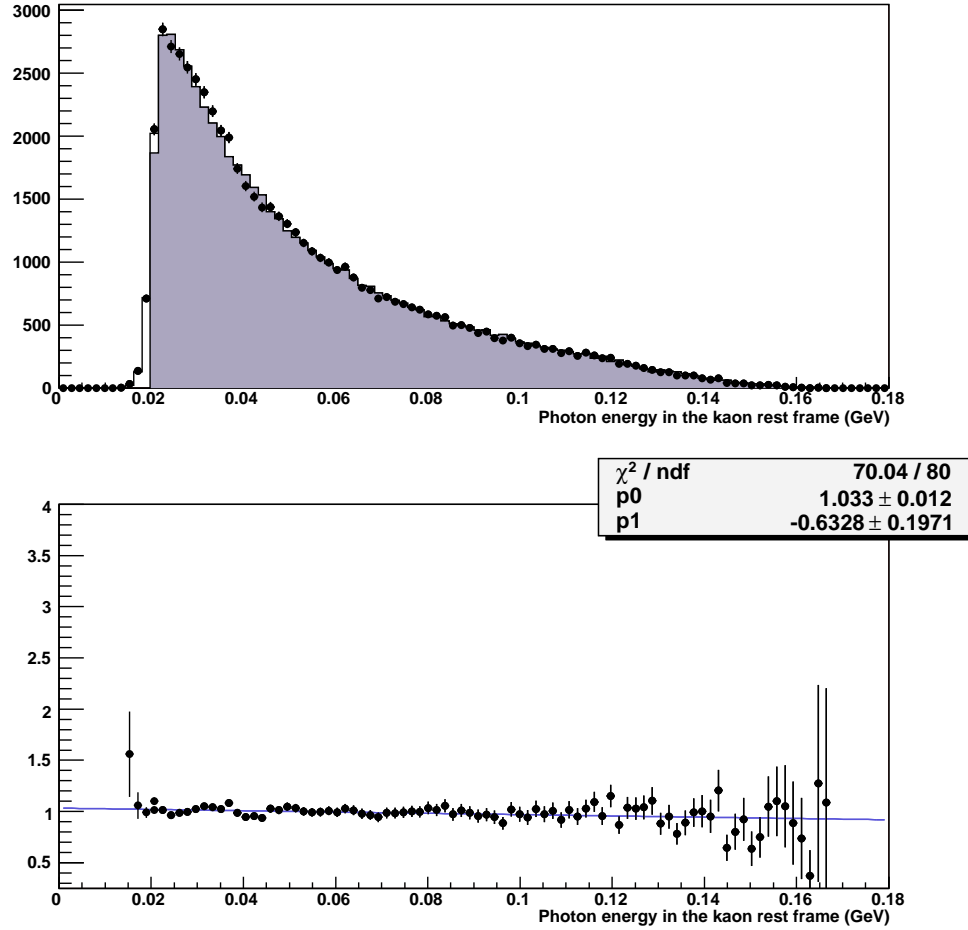 3000
2500
2000
1500
1000
500
0
0 0.02 0.04 0.06 0.08 0.1 0.12 0.14 0.16 0.18
Photon energy in the kaon rest frame (GeV)
χ² / ndf 70.04 / 80
p0 1.033 ± 0.012
p1 -0.6328 ± 0.1971
4
3.5
3
2.5
2
1.5
1
0.5
0 0.02 0.04 0.06 0.08 0.1 0.12 0.14 0.16 0.18
Photon energy in the kaon rest frame (GeV)